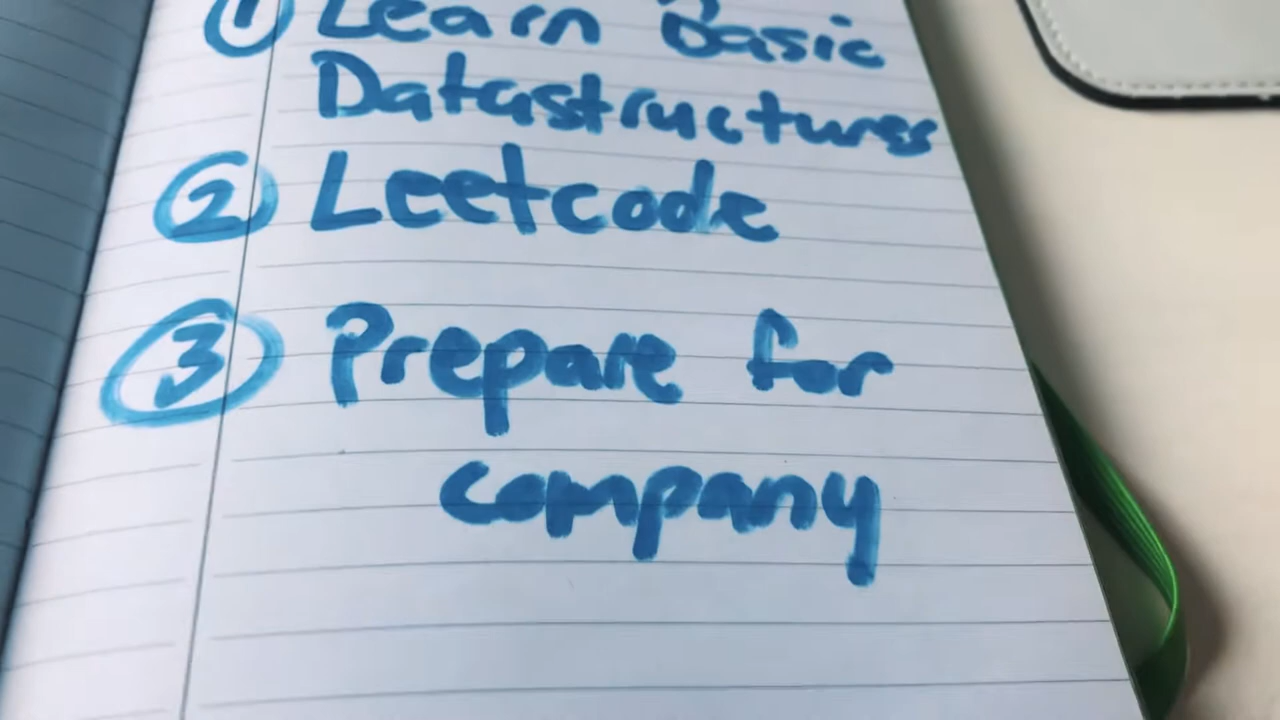 ① Learn Basic
Datastructures
② Leetcode
③ Prepare for
company